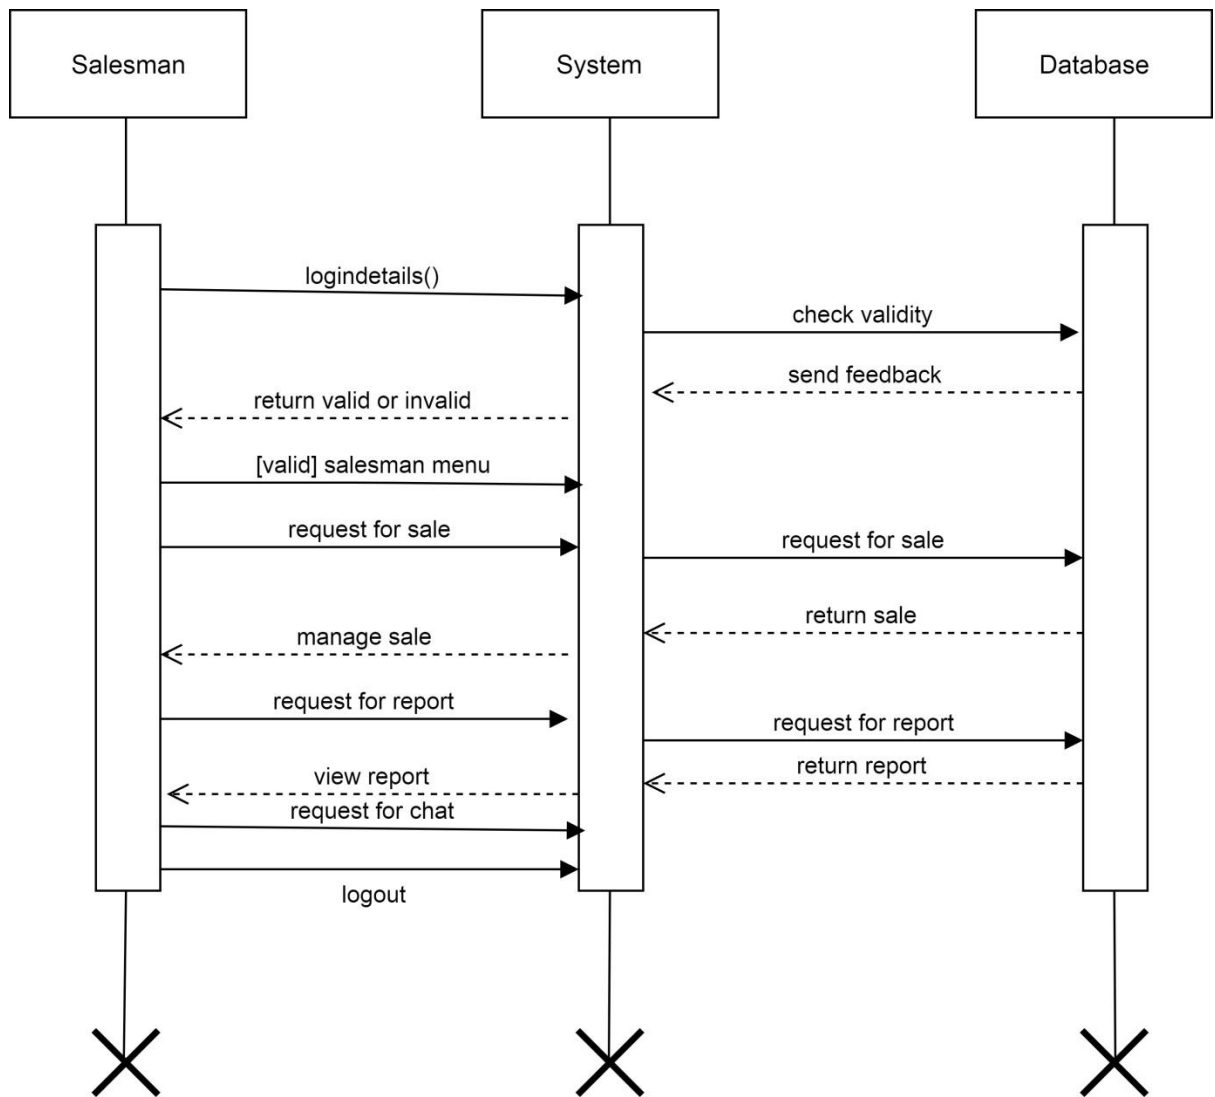 Salesman
System
Database
logindetails()
check validity
send feedback
return valid or invalid
[valid] salesman menu
request for sale
request for sale
return sale
manage sale
request for report
request for report
return report
view report
request for chat
logout